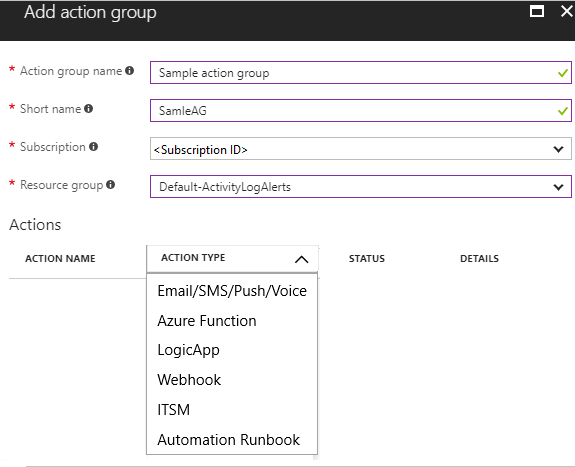 Add action group
* Action group name
Sample action group
* Short name
SamleAG
* Subscription
<Subscription ID>
* Resource group
Default-ActivityLogAlerts
Actions
ACTION NAME ACTION TYPE STATUS DETAILS
Email/SMS/Push/Voice
Azure Function
LogicApp
Webhook
ITSM
Automation Runbook